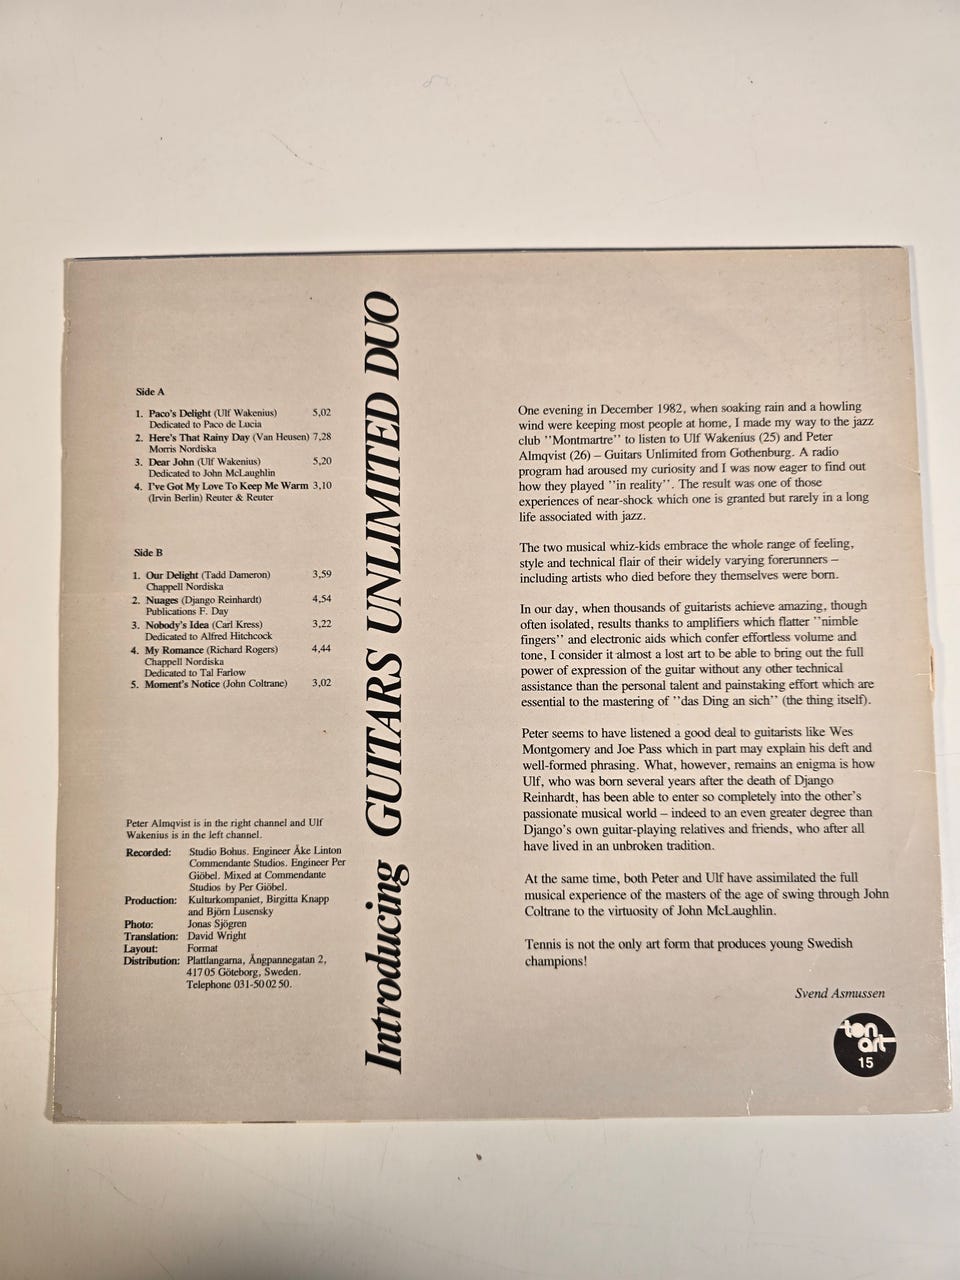 Side A
1. Paco's Delight (Ulf Wakenius) 5,02
Dedicated to Paco de Lucia
2. Here's That Rainy Day (Van Heusen) 7,28
Morris Nordiska
3. Dear John (Ulf Wakenius) 5,20
Dedicated to John McLaughlin
4. I've Got My Love To Keep Me Warm 3,10
(Irvin Berlin) Reuter & Reuter
Side B
1. Our Delight (Tadd Dameron) 3,59
Chappell Nordiska
2. Nuages (Django Reinhardt) 4,54
Publications F. Day
3. Nobody's Idea (Carl Kress) 3,22
Dedicated to Alfred Hitchcock
4. My Romance (Richard Rogers) 4,44
Chappell Nordiska
Dedicated to Tal Farlow
5. Moment's Notice (John Coltrane) 3,02
Peter Almqvist is in the right channel and Ulf
Wakenius is in the left channel.
Recorded: Studio Bohus. Engineer Åke Linton
Commendante Studios. Engineer Per
Giöbel. Mixed at Commendante
Studios by Per Giöbel.
Production: Kulturkompaniet, Birgitta Knapp
and Björn Lusensky
Photo: Jonas Sjögren
Translation: David Wright
Layout: Format
Distribution: Plattlangarna, Ångpannegatan 2,
417 05 Göteborg, Sweden.
Telephone 031-50 02 50.
Introducing GUITARS UNLIMITED DUO
One evening in December 1982, when soaking rain and a howling
wind were keeping most people at home, I made my way to the jazz
club ''Montmartre'' to listen to Ulf Wakenius (25) and Peter
Almqvist (26) – Guitars Unlimited from Gothenburg. A radio
program had aroused my curiosity and I was now eager to find out
how they played ''in reality''. The result was one of those
experiences of near-shock which one is granted but rarely in a long
life associated with jazz.
The two musical whiz-kids embrace the whole range of feeling,
style and technical flair of their widely varying forerunners –
including artists who died before they themselves were born.
In our day, when thousands of guitarists achieve amazing, though
often isolated, results thanks to amplifiers which flatter ''nimble
fingers'' and electronic aids which confer effortless volume and
tone, I consider it almost a lost art to be able to bring out the full
power of expression of the guitar without any other technical
assistance than the personal talent and painstaking effort which are
essential to the mastering of ''das Ding an sich'' (the thing itself).
Peter seems to have listened a good deal to guitarists like Wes
Montgomery and Joe Pass which in part may explain his deft and
well-formed phrasing. What, however, remains an enigma is how
Ulf, who was born several years after the death of Django
Reinhardt, has been able to enter so completely into the other's
passionate musical world – indeed to an even greater degree than
Django's own guitar-playing relatives and friends, who after all
have lived in an unbroken tradition.
At the same time, both Peter and Ulf have assimilated the full
musical experience of the masters of the age of swing through John
Coltrane to the virtuosity of John McLaughlin.
Tennis is not the only art form that produces young Swedish
champions!
Svend Asmussen
ton
art
15